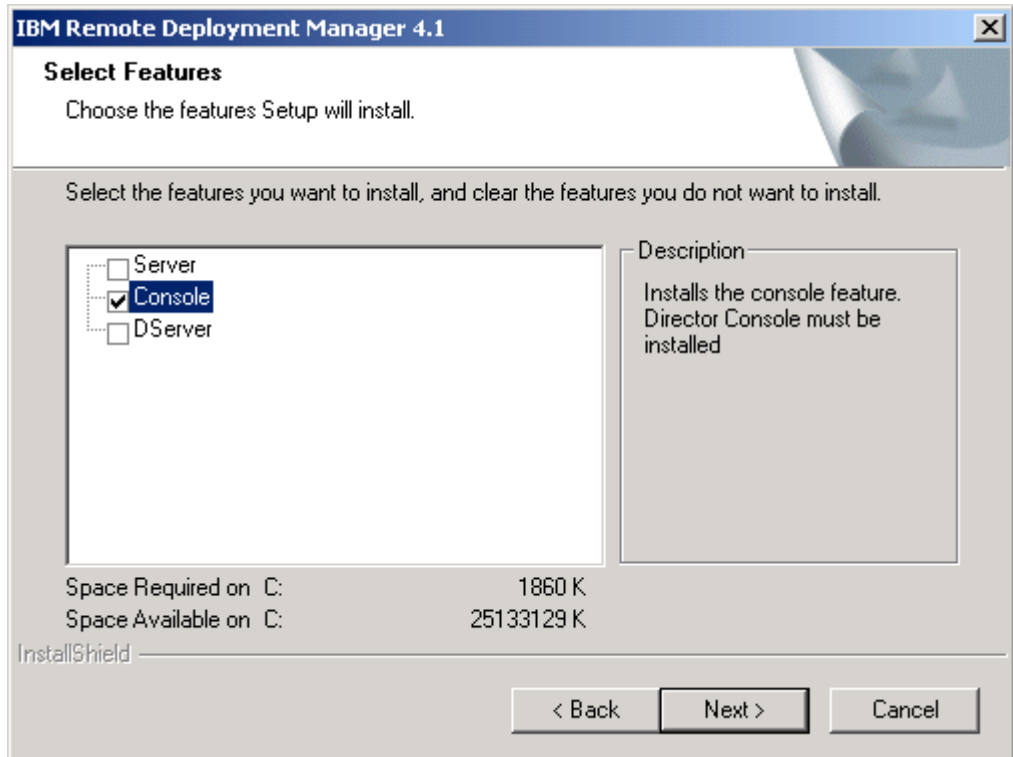 IBM Remote Deployment Manager 4.1
Select Features
Choose the features Setup will install.
Select the features you want to install, and clear the features you do not want to install.
Server
Console
DServer
Description
Installs the console feature.
Director Console must be
installed
Space Required on C: 1860 K
Space Available on C: 25133129 K
InstallShield
< Back Next > Cancel